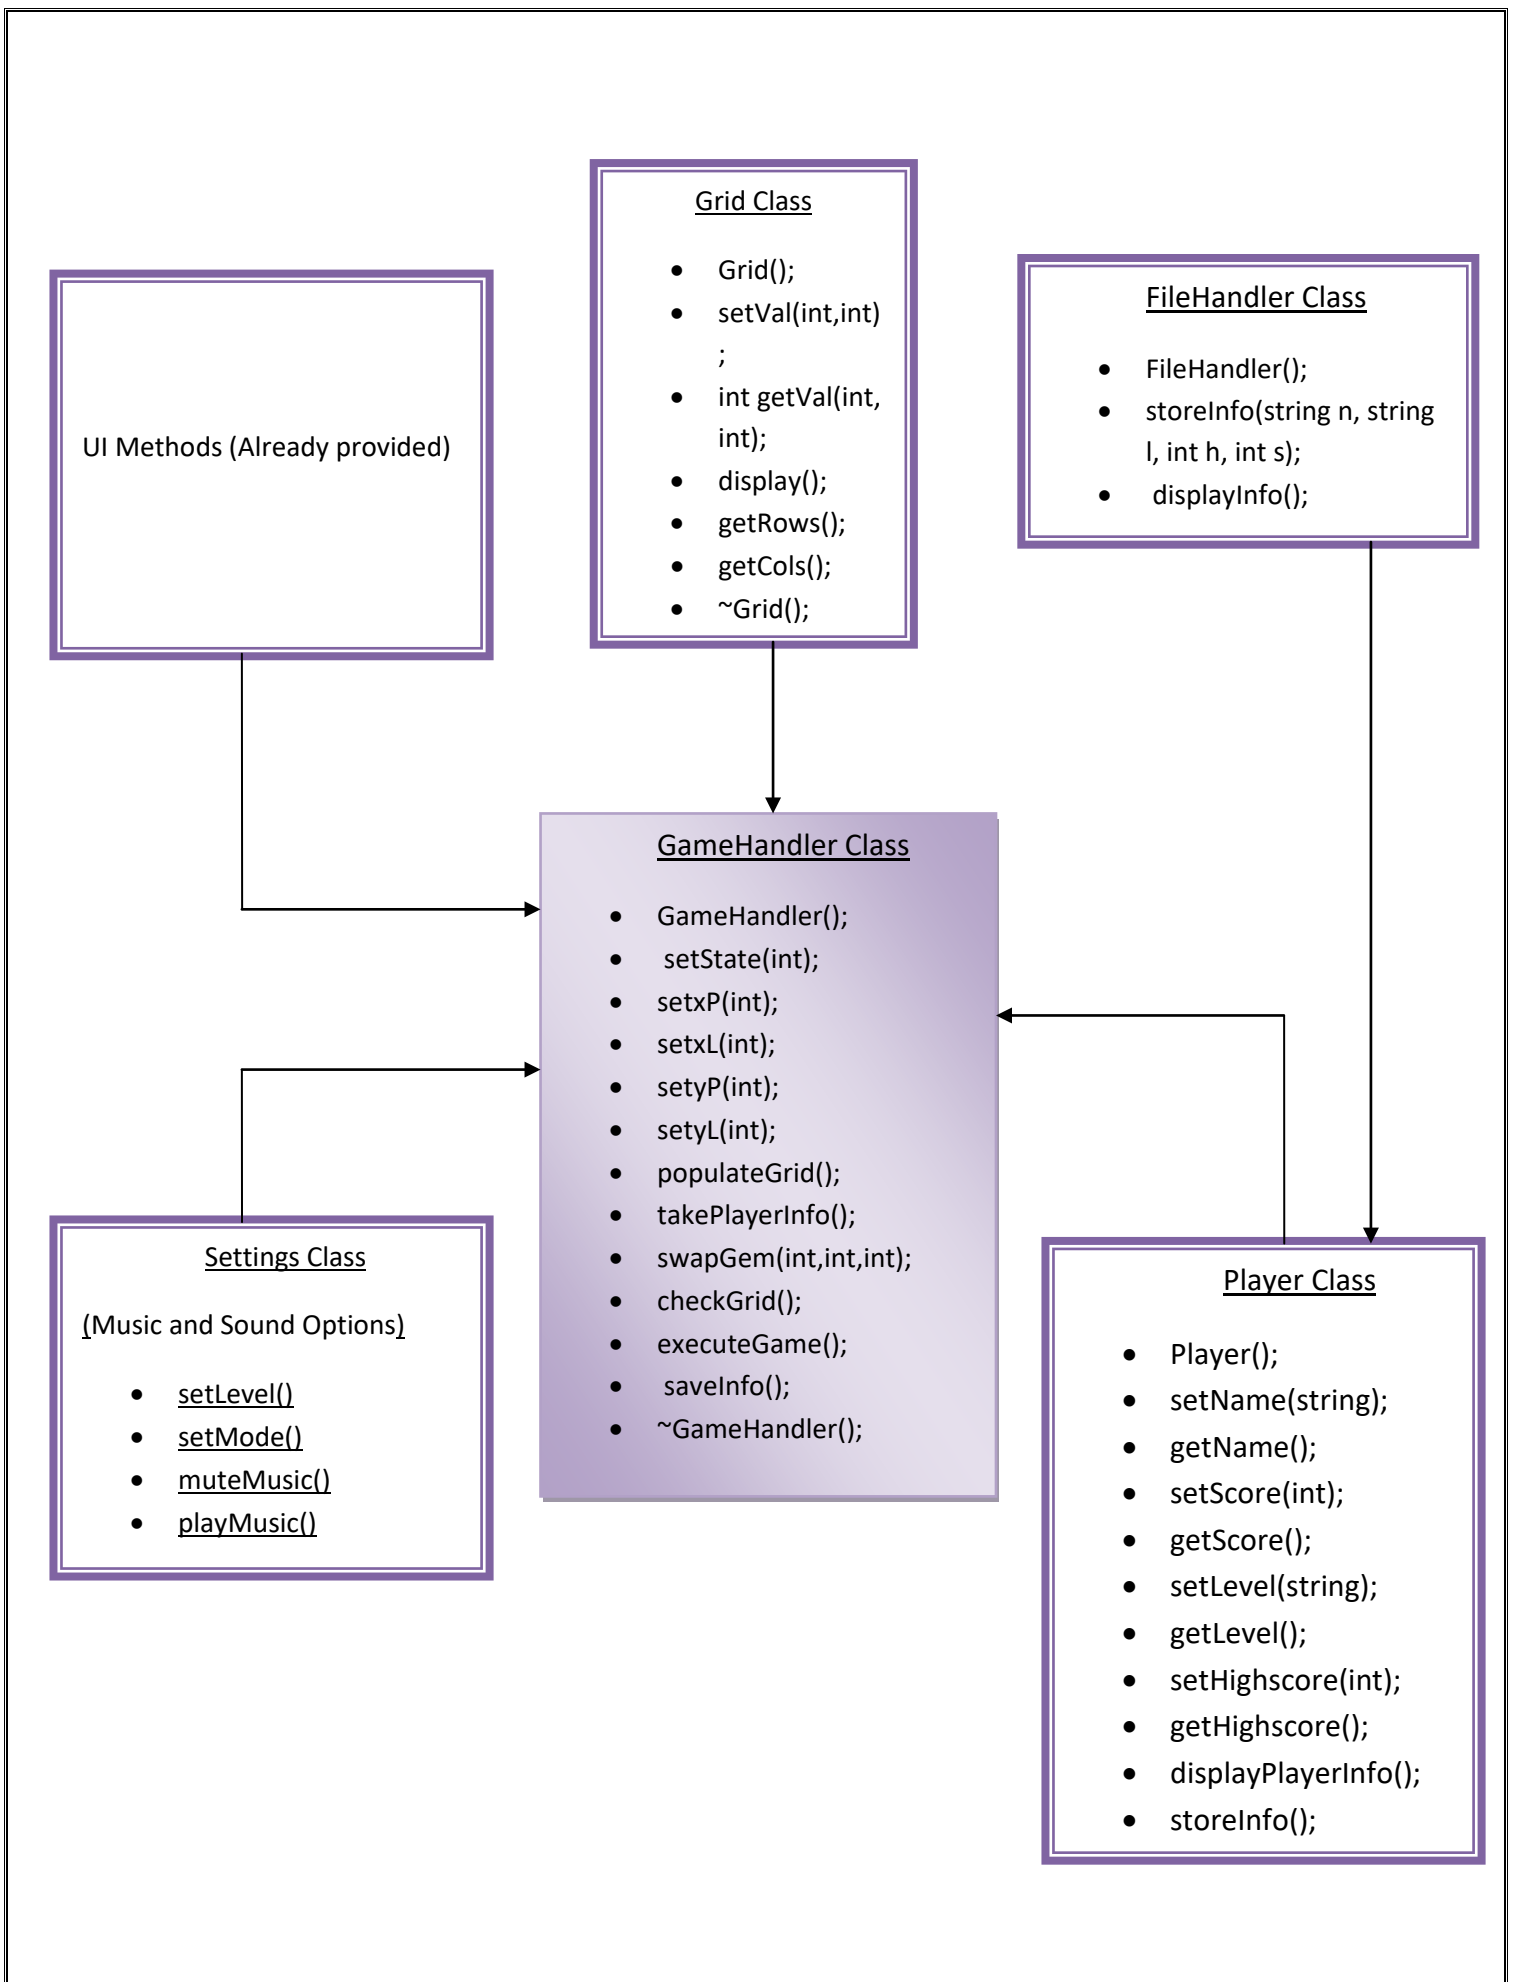 Grid Class
• Grid();
• setVal(int,int)
;
• int getVal(int,
int);
• display();
• getRows();
• getCols();
• ~Grid();
UI Methods (Already provided)
FileHandler Class
• FileHandler();
• storeInfo(string n, string
l, int h, int s);
• displayInfo();
GameHandler Class
• GameHandler();
• setState(int);
• setxP(int);
• setxL(int);
• setyP(int);
• setyL(int);
• populateGrid();
• takePlayerInfo();
• swapGem(int,int,int);
• checkGrid();
• executeGame();
• saveInfo();
• ~GameHandler();
Settings Class
(Music and Sound Options)
• setLevel()
• setMode()
• muteMusic()
• playMusic()
Player Class
• Player();
• setName(string);
• getName();
• setScore(int);
• getScore();
• setLevel(string);
• getLevel();
• setHighscore(int);
• getHighscore();
• displayPlayerInfo();
• storeInfo();